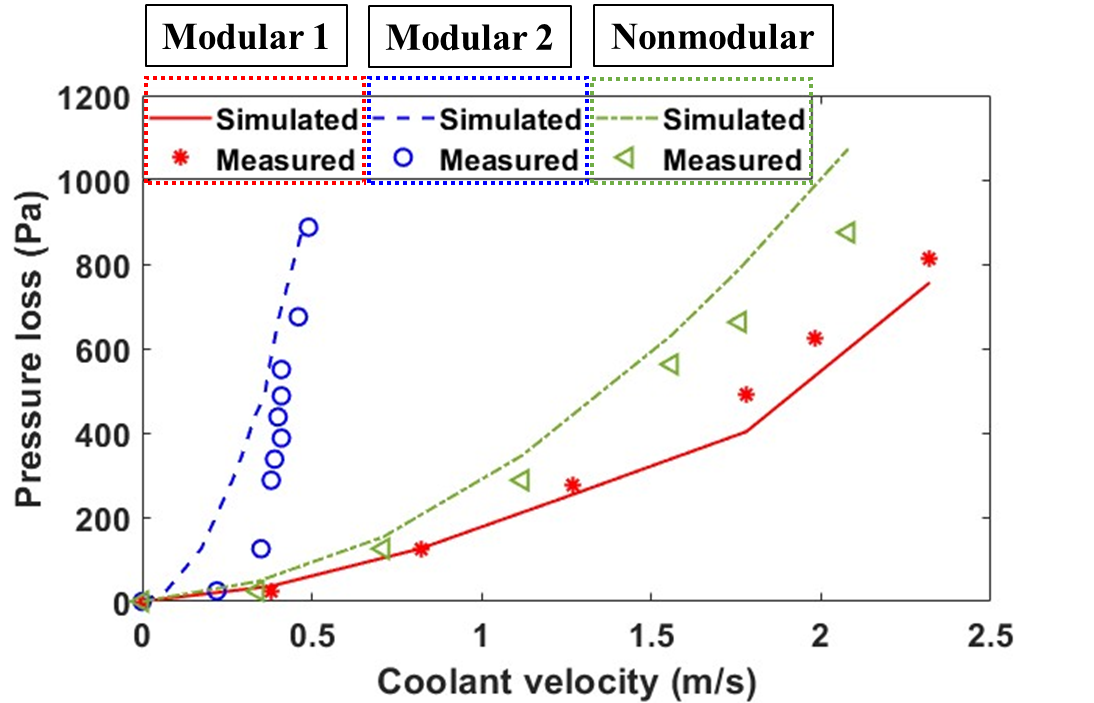 Modular 1 Modular 2 Nonmodular
1200
Simulated Simulated Simulated
Measured Measured Measured
1000
800
600
400
200
0
0 0.5 1 1.5 2 2.5
Pressure loss (Pa)
Coolant velocity (m/s)